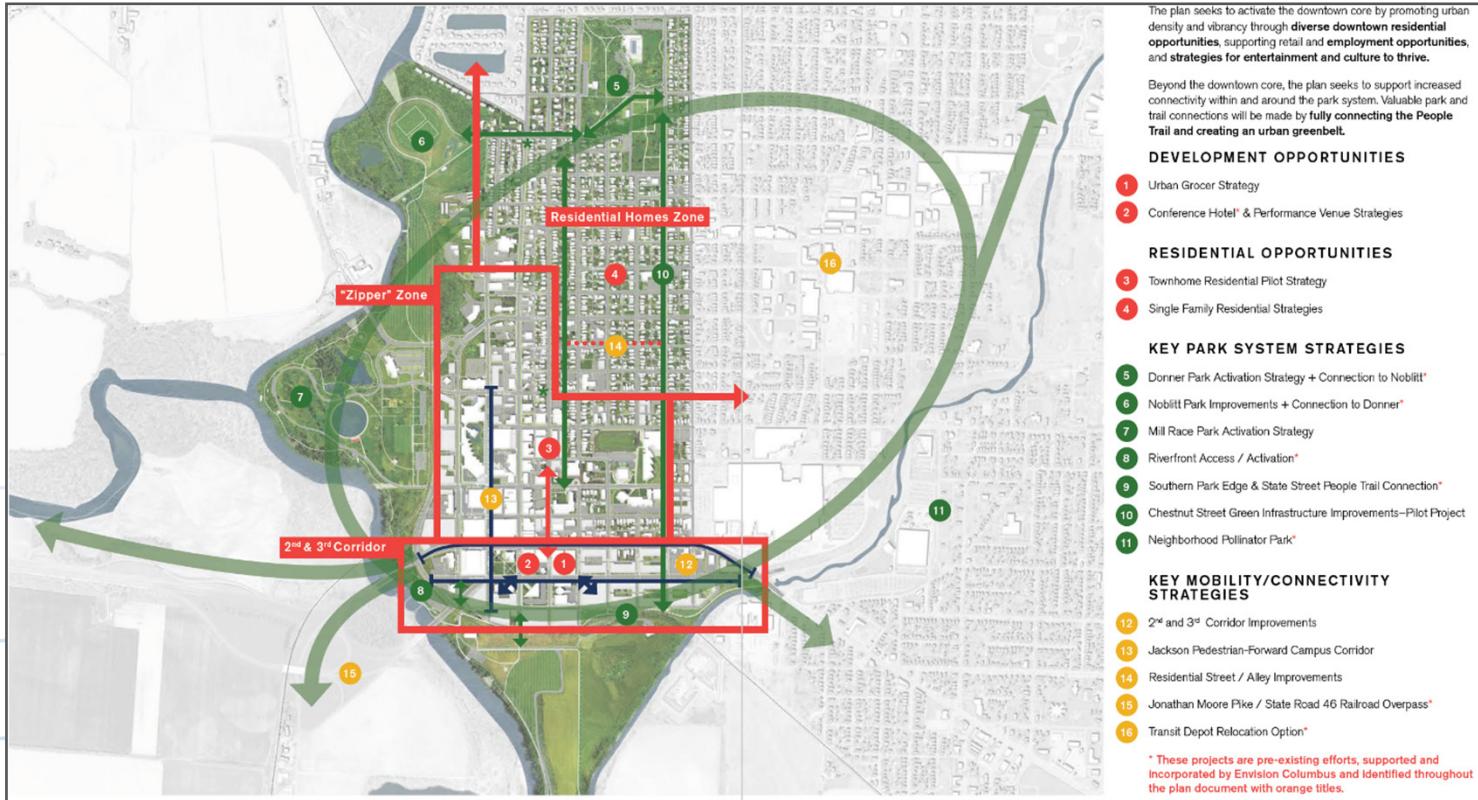 The plan seeks to activate the downtown core by promoting urban
density and vibrancy through diverse downtown residential
opportunities, supporting retail and employment opportunities,
and strategies for entertainment and culture to thrive.
Beyond the downtown core, the plan seeks to support increased
connectivity within and around the park system. Valuable park and
trail connections will be made by fully connecting the People
Trail and creating an urban greenbelt.
DEVELOPMENT OPPORTUNITIES
1 Urban Grocer Strategy
2 Conference Hotel* & Performance Venue Strategies
RESIDENTIAL OPPORTUNITIES
3 Townhome Residential Pilot Strategy
4 Single Family Residential Strategies
KEY PARK SYSTEM STRATEGIES
5 Donner Park Activation Strategy + Connection to Noblitt*
6 Noblitt Park Improvements + Connection to Donner*
7 Mill Race Park Activation Strategy
8 Riverfront Access / Activation*
9 Southern Park Edge & State Street People Trail Connection*
10 Chestnut Street Green Infrastructure Improvements–Pilot Project
11 Neighborhood Pollinator Park*
KEY MOBILITY/CONNECTIVITY
STRATEGIES
12 2nd and 3rd Corridor Improvements
13 Jackson Pedestrian-Forward Campus Corridor
14 Residential Street / Alley Improvements
15 Jonathan Moore Pike / State Road 46 Railroad Overpass*
16 Transit Depot Relocation Option*
* These projects are pre-existing efforts, supported and
incorporated by Envision Columbus and identified throughout
the plan document with orange titles.
5
6
*
Residential Homes Zone
16
4
10
"Zipper" Zone
14
*
7
3
13
11
2nd & 3rd Corridor
2
1
12
8
9
15